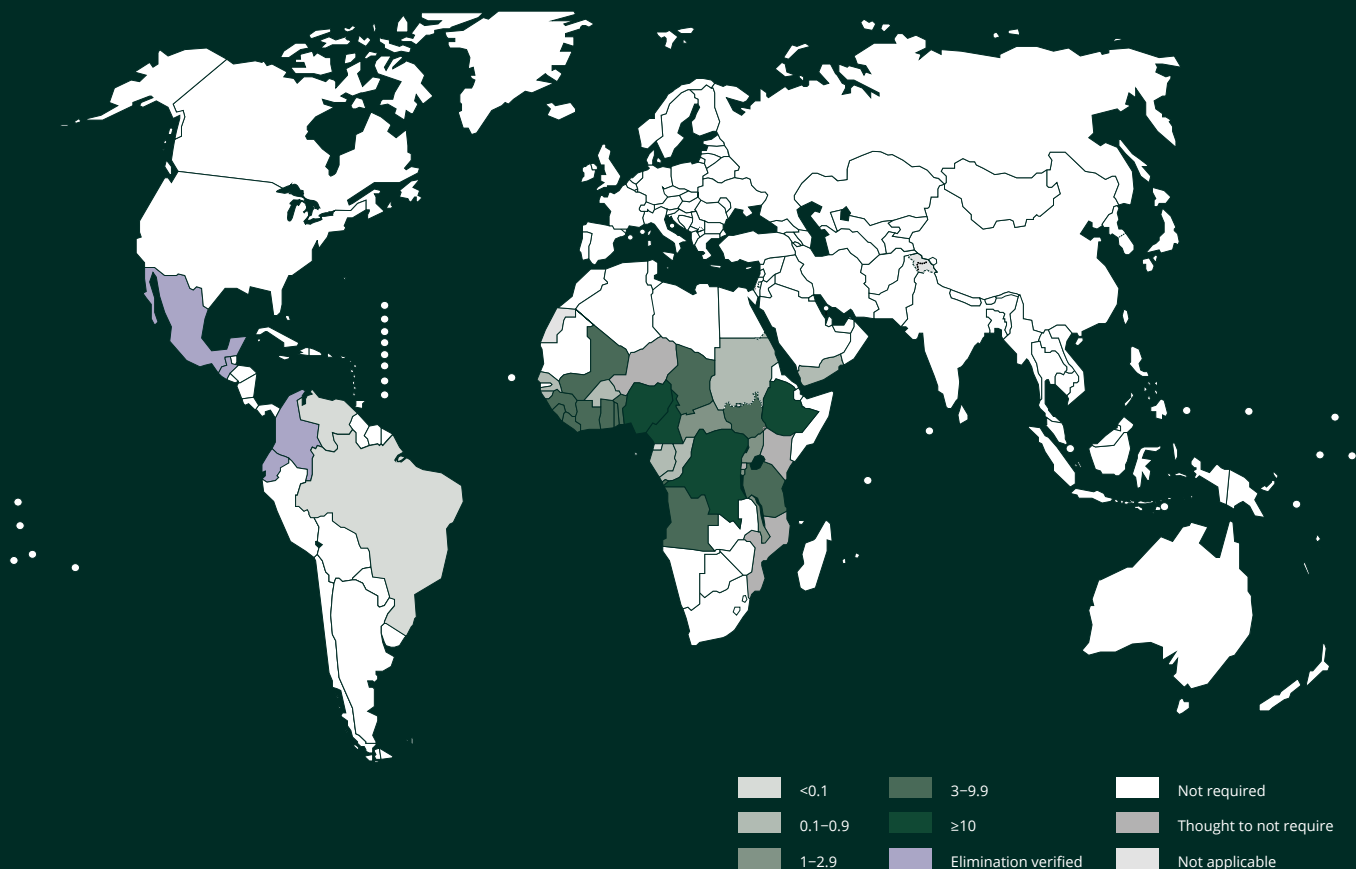 <0.1
0.1−0.9
1−2.9
3−9.9
≥10
Elimination verified
Not required
Thought to not require
Not applicable